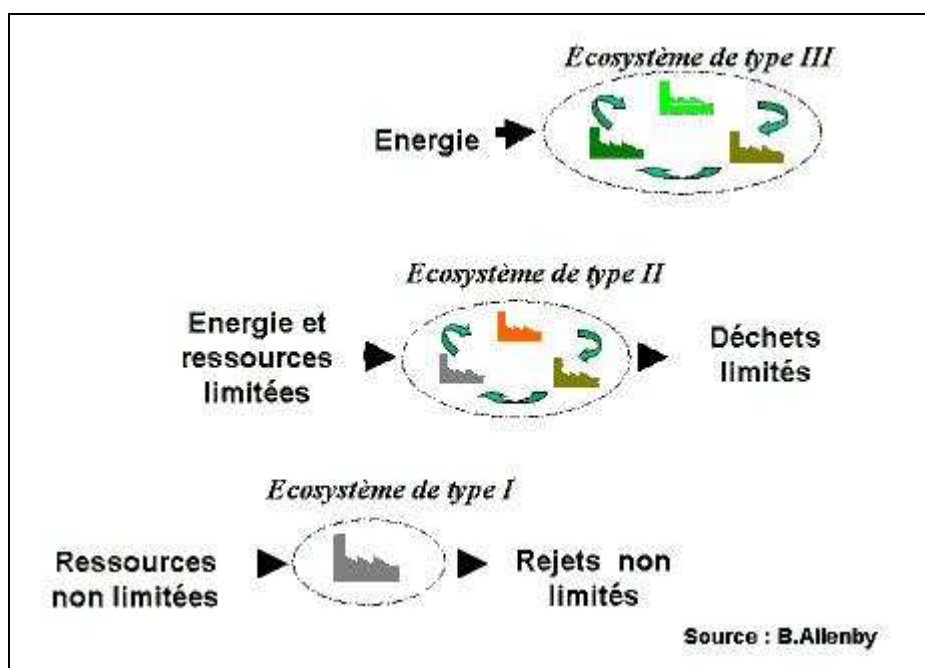 Ecosystème de type III
Energie
Ecosystème de type II
Energie et
ressources
limitées
Déchets
limités
Ecosystème de type I
Ressources
non limitées
Rejets non
limités
Source : B.Allenby